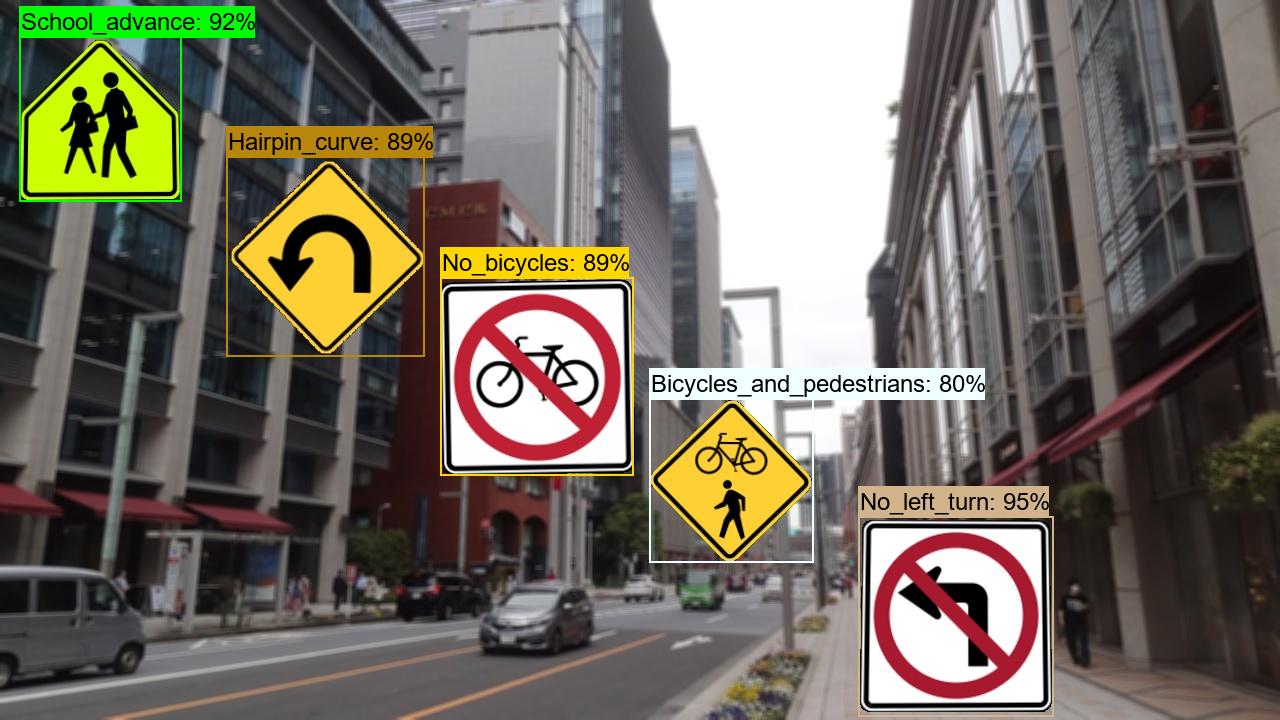 School_advance: 92%
Hairpin_curve: 89%
No_bicycles: 89%
Bicycles_and_pedestrians: 80%
No_left_turn: 95%